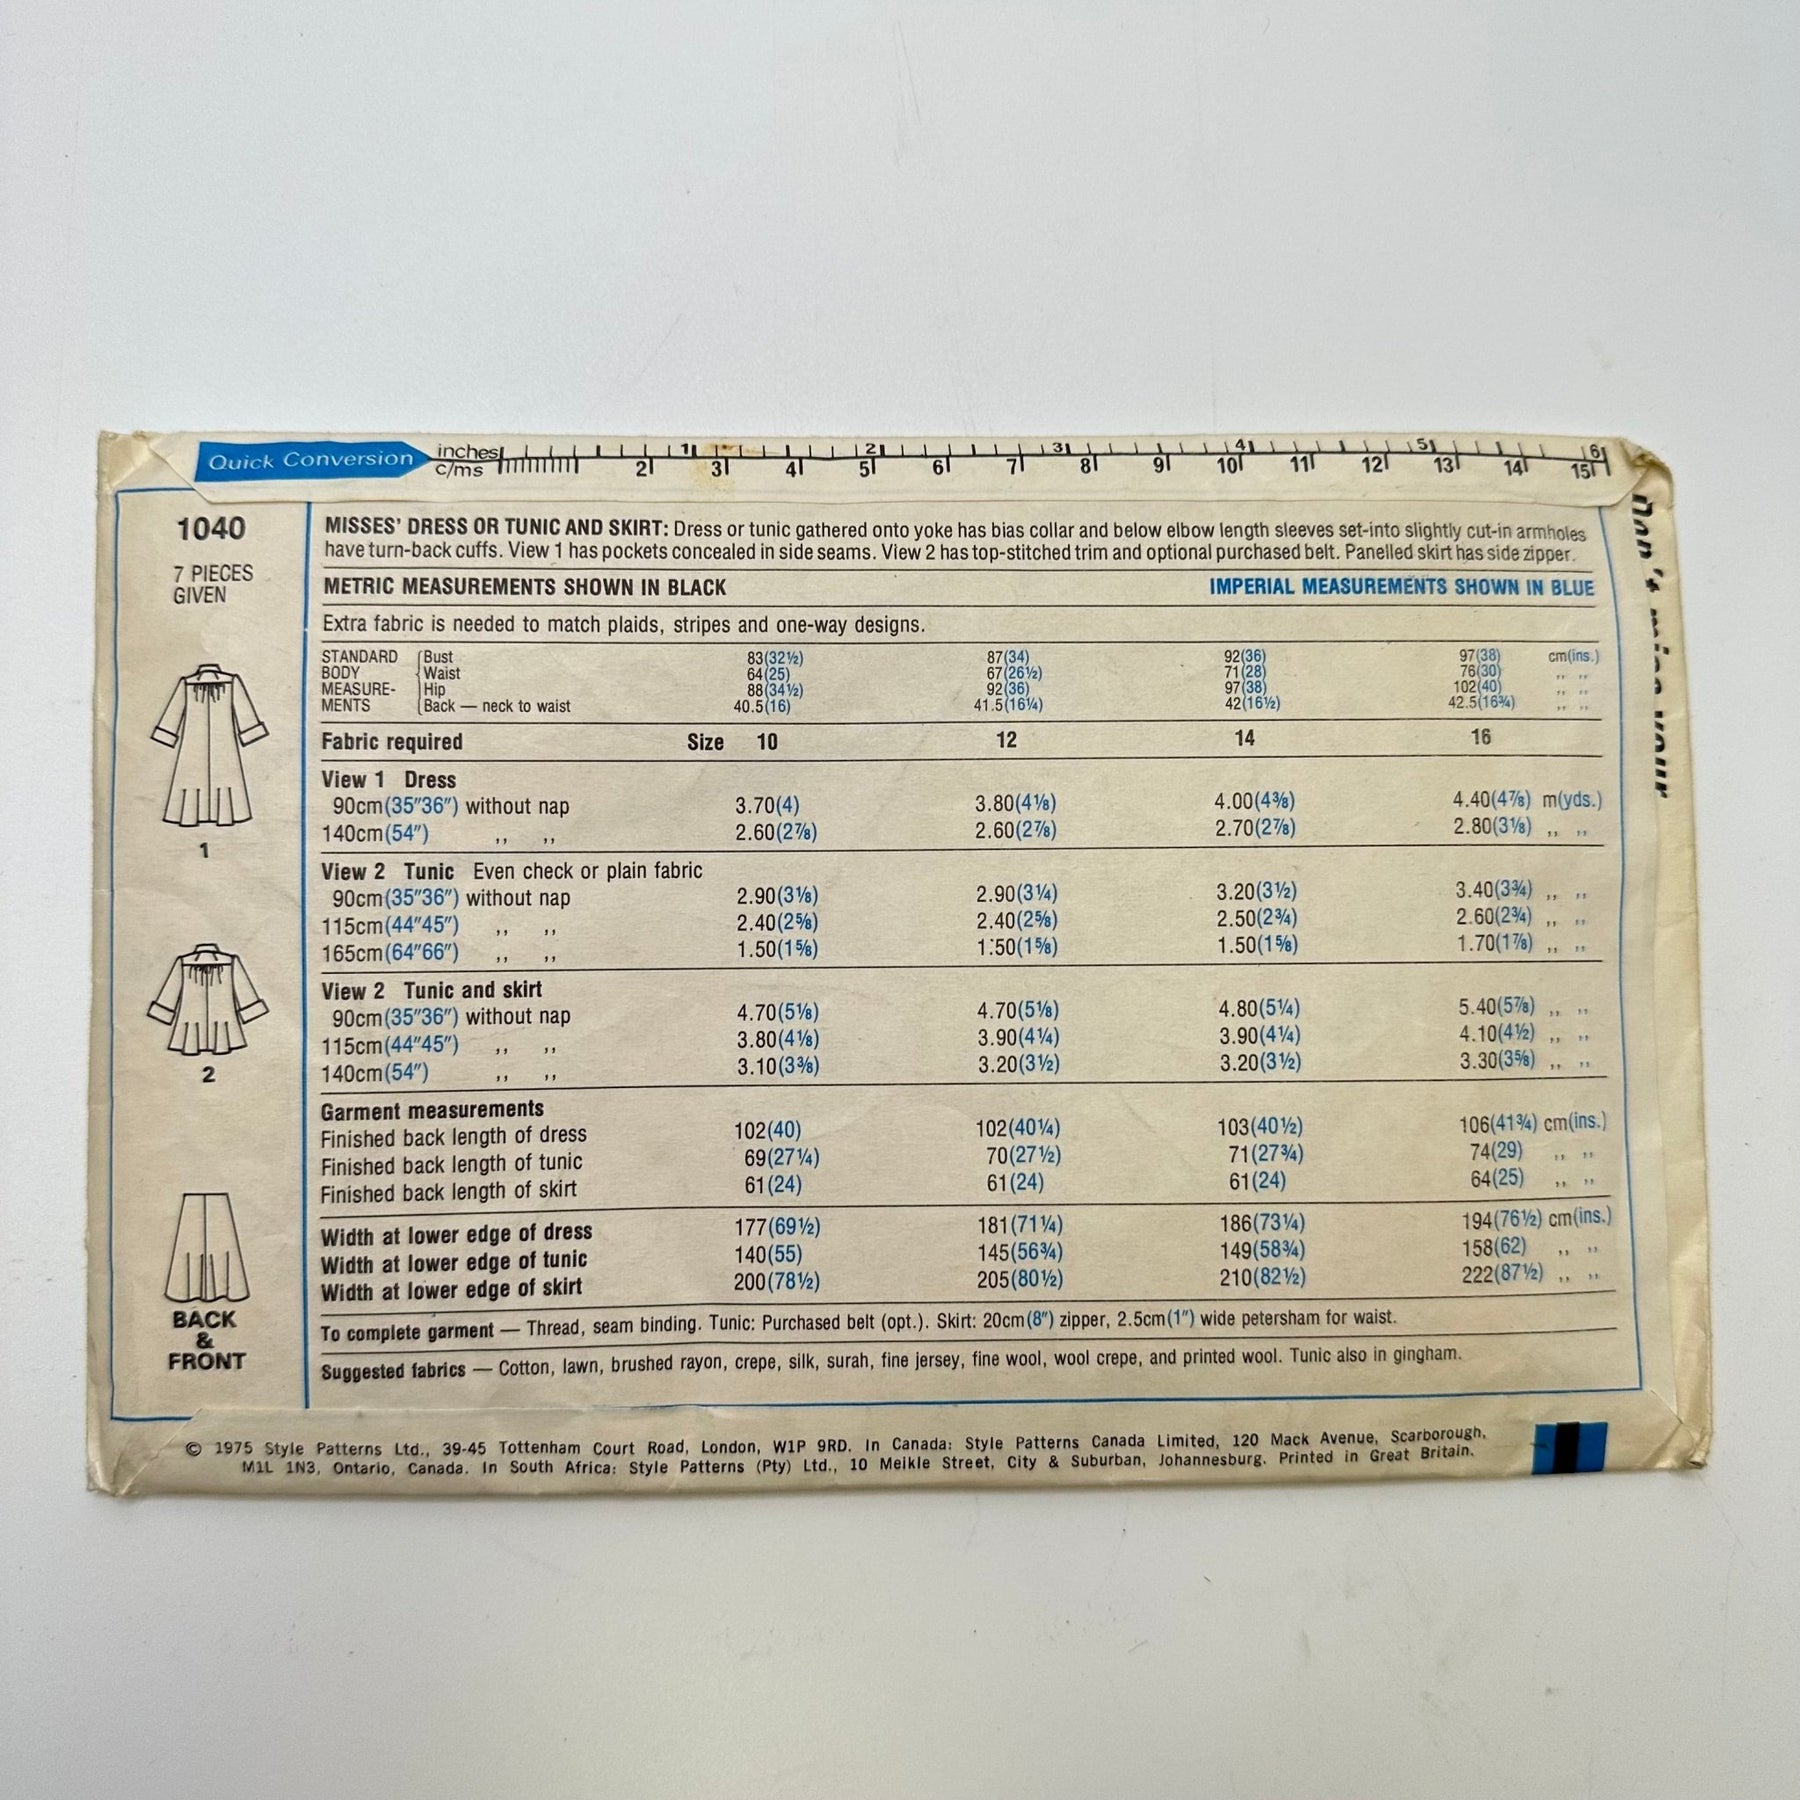 Quick Conversion
inches 1 2 3 4 5 6
c/ms 2 3 4 5 6 7 8 9 10 11 12 13 14 15
1040
7 PIECES
GIVEN
1
2
BACK
&
FRONT
MISSES' DRESS OR TUNIC AND SKIRT: Dress or tunic gathered onto yoke has bias collar and below elbow length sleeves set-into slightly cut-in armholes
have turn-back cuffs. View 1 has pockets concealed in side seams. View 2 has top-stitched trim and optional purchased belt. Panelled skirt has side zipper.
METRIC MEASUREMENTS SHOWN IN BLACK IMPERIAL MEASUREMENTS SHOWN IN BLUE
Extra fabric is needed to match plaids, stripes and one-way designs.
STANDARD Bust 83(32½) 87(34) 92(36) 97(38) cm(ins.)
BODY Waist 64(25) 67(26½) 71(28) 76(30) ,, ,,
MEASURE- Hip 88(34½) 92(36) 97(38) 102(40) ,, ,,
MENTS Back — neck to waist 40.5(16) 41.5(16¼) 42(16½) 42.5(16¾) ,, ,,
Fabric required Size 10 12 14 16
View 1 Dress
90cm(35"36") without nap 3.70(4) 3.80(4⅛) 4.00(4⅜) 4.40(4⅞) m(yds.)
140cm(54") ,, ,, 2.60(2⅞) 2.60(2⅞) 2.70(2⅞) 2.80(3⅛) ,, ,,
View 2 Tunic Even check or plain fabric
90cm(35"36") without nap 2.90(3⅛) 2.90(3¼) 3.20(3½) 3.40(3¾) ,, ,,
115cm(44"45") ,, ,, 2.40(2⅝) 2.40(2⅝) 2.50(2¾) 2.60(2¾) ,, ,,
165cm(64"66") ,, ,, 1.50(1⅝) 1.50(1⅝) 1.50(1⅝) 1.70(1⅞) ,, ,,
View 2 Tunic and skirt
90cm(35"36") without nap 4.70(5⅛) 4.70(5⅛) 4.80(5¼) 5.40(5⅞) ,, ,,
115cm(44"45") ,, ,, 3.80(4⅛) 3.90(4¼) 3.90(4¼) 4.10(4½) ,, ,,
140cm(54") ,, ,, 3.10(3⅜) 3.20(3½) 3.20(3½) 3.30(3⅝) ,, ,,
Garment measurements
Finished back length of dress 102(40) 102(40¼) 103(40½) 106(41¾) cm(ins.)
Finished back length of tunic 69(27¼) 70(27½) 71(27¾) 74(29) ,, ,,
Finished back length of skirt 61(24) 61(24) 61(24) 64(25) ,, ,,
Width at lower edge of dress 177(69½) 181(71¼) 186(73¼) 194(76½) cm(ins.)
Width at lower edge of tunic 140(55) 145(56¾) 149(58¾) 158(62) ,, ,,
Width at lower edge of skirt 200(78½) 205(80½) 210(82½) 222(87½) ,, ,,
To complete garment — Thread, seam binding. Tunic: Purchased belt (opt.). Skirt: 20cm(8") zipper, 2.5cm(1") wide petersham for waist.
Suggested fabrics — Cotton, lawn, brushed rayon, crepe, silk, surah, fine jersey, fine wool, wool crepe, and printed wool. Tunic also in gingham.
© 1975 Style Patterns Ltd., 39-45 Tottenham Court Road, London, W1P 9RD. In Canada: Style Patterns Canada Limited, 120 Mack Avenue, Scarborough,
M1L 1N3, Ontario, Canada. In South Africa: Style Patterns (Pty) Ltd., 10 Meikle Street, City & Suburban, Johannesburg. Printed in Great Britain.